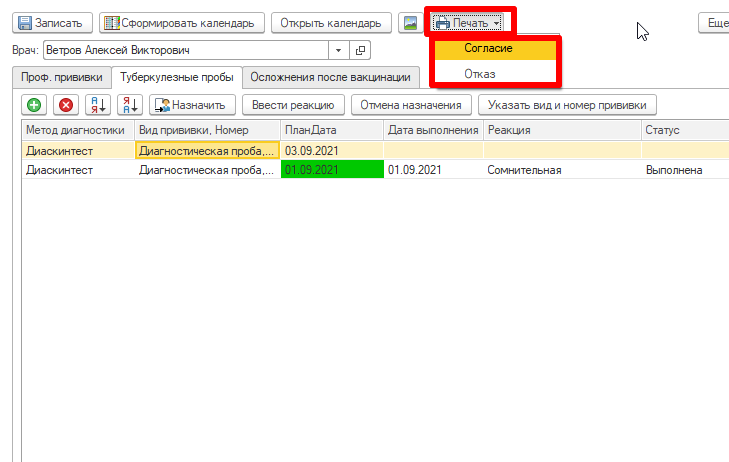 Записать Сформировать календарь Открыть календарь Печать Еще
Врач: Ветров Алексей Викторович
Согласие
Отказ
Проф. прививки Туберкулезные пробы Осложнения после вакцинации
Назначить Ввести реакцию Отмена назначения Указать вид и номер прививки
Метод диагностики Вид прививки, Номер ПланДата Дата выполнения Реакция Статус
Диаскинтест Диагностическая проба,... 03.09.2021
Диаскинтест Диагностическая проба,... 01.09.2021 01.09.2021 Сомнительная Выполнена